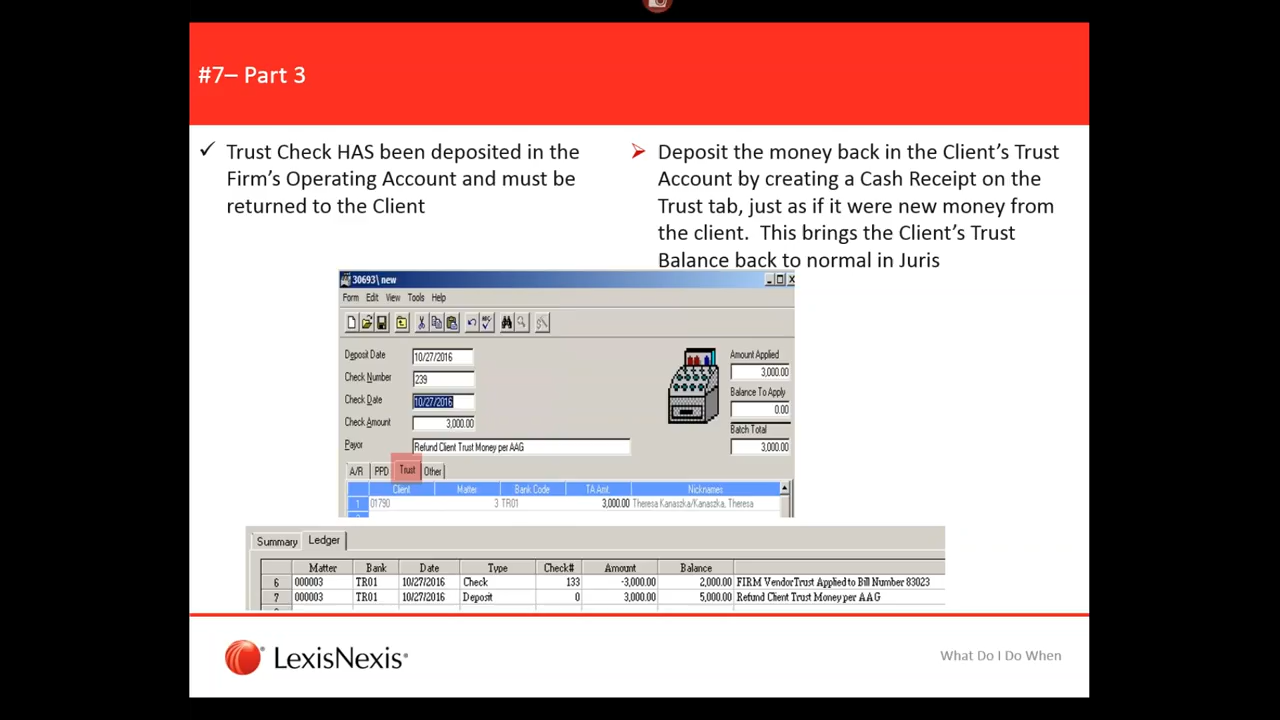 #7– Part 3
✓ Trust Check HAS been deposited in the
Firm's Operating Account and must be
returned to the Client
➢ Deposit the money back in the Client's Trust
Account by creating a Cash Receipt on the
Trust tab, just as if it were new money from
the client. This brings the Client's Trust
Balance back to normal in Juris
30693\ new
Form Edit View Tools Help
Deposit Date 10/27/2016
Check Number 239
Check Date 10/27/2016
Check Amount 3,000.00
Payor Refund Client Trust Money per AAG
Amount Applied
3,000.00
Balance To Apply
0.00
Batch Total
3,000.00
A/R PPD Trust Other
Client Matter Bank Code TA Amt. Nicknames
1 01790 3 TR01 3,000.00 Theresa Kanaszka/Kanaszka, Theresa
Summary Ledger
Matter Bank Date Type Check# Amount Balance
6 000003 TR01 10/27/2016 Check 133 -3,000.00 2,000.00 FIRM VendorTrust Applied to Bill Number 83023
7 000003 TR01 10/27/2016 Deposit 0 3,000.00 5,000.00 Refund Client Trust Money per AAG
LexisNexis®
What Do I Do When